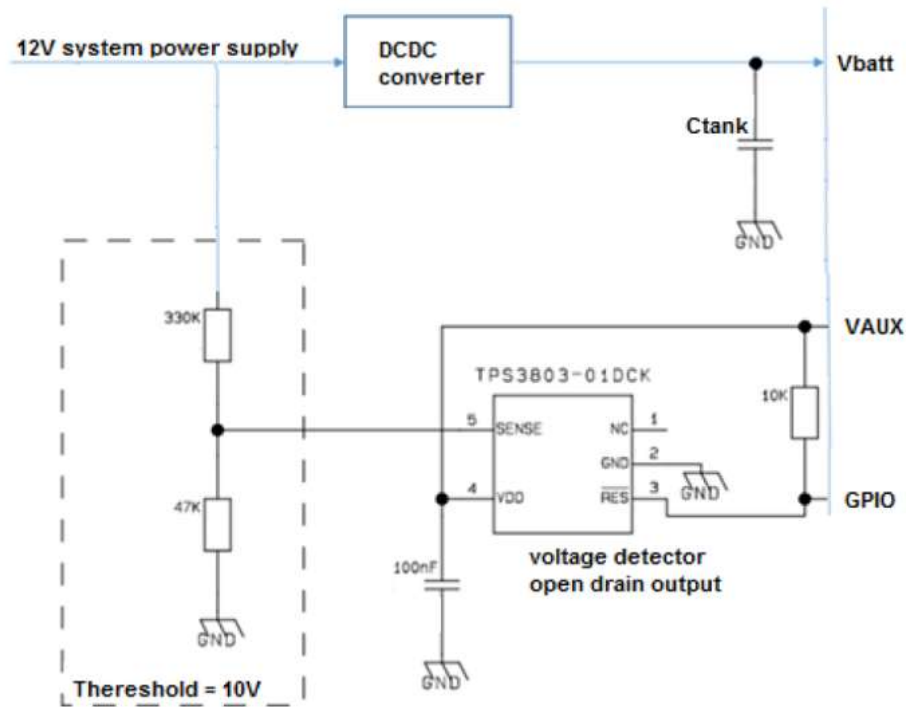 12V system power supply
DCDC
converter
Vbatt
Ctank
GND
330K
VAUX
TPS3803-01DCK
10K
5
SENSE
NC
1
GND
2
GND
4
VDD
RES
3
GPIO
47K
100nF
voltage detector
open drain output
GND
GND
Thereshold = 10V